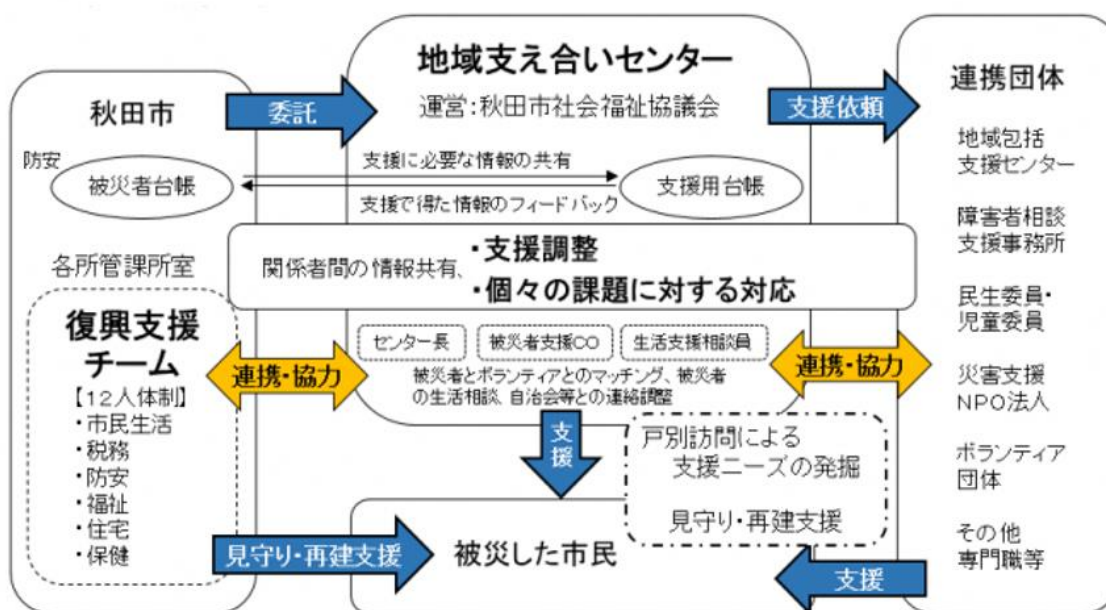 秋田市
防安
被災者台帳
各所管課所室
復興支援
チーム
【12人体制】
・市民生活
・税務
・防安
・福祉
・住宅
・保健
委託
地域支え合いセンター
運営:秋田市社会福祉協議会
支援に必要な情報の共有
支援で得た情報のフィードバック
支援用台帳
関係者間の情報共有、
・支援調整
・個々の課題に対する対応
センター長
被災者支援CO
生活支援相談員
被災者とボランティアとのマッチング、被災者
の生活相談、自治会等との連絡調整
連携・協力
連携・協力
支援
戸別訪問による
支援ニーズの発掘
見守り・再建支援
見守り・再建支援
被災した市民
支援
支援依頼
連携団体
地域包括
支援センター
障害者相談
支援事務所
民生委員・
児童委員
災害支援
NPO法人
ボランティア
団体
その他
専門職等